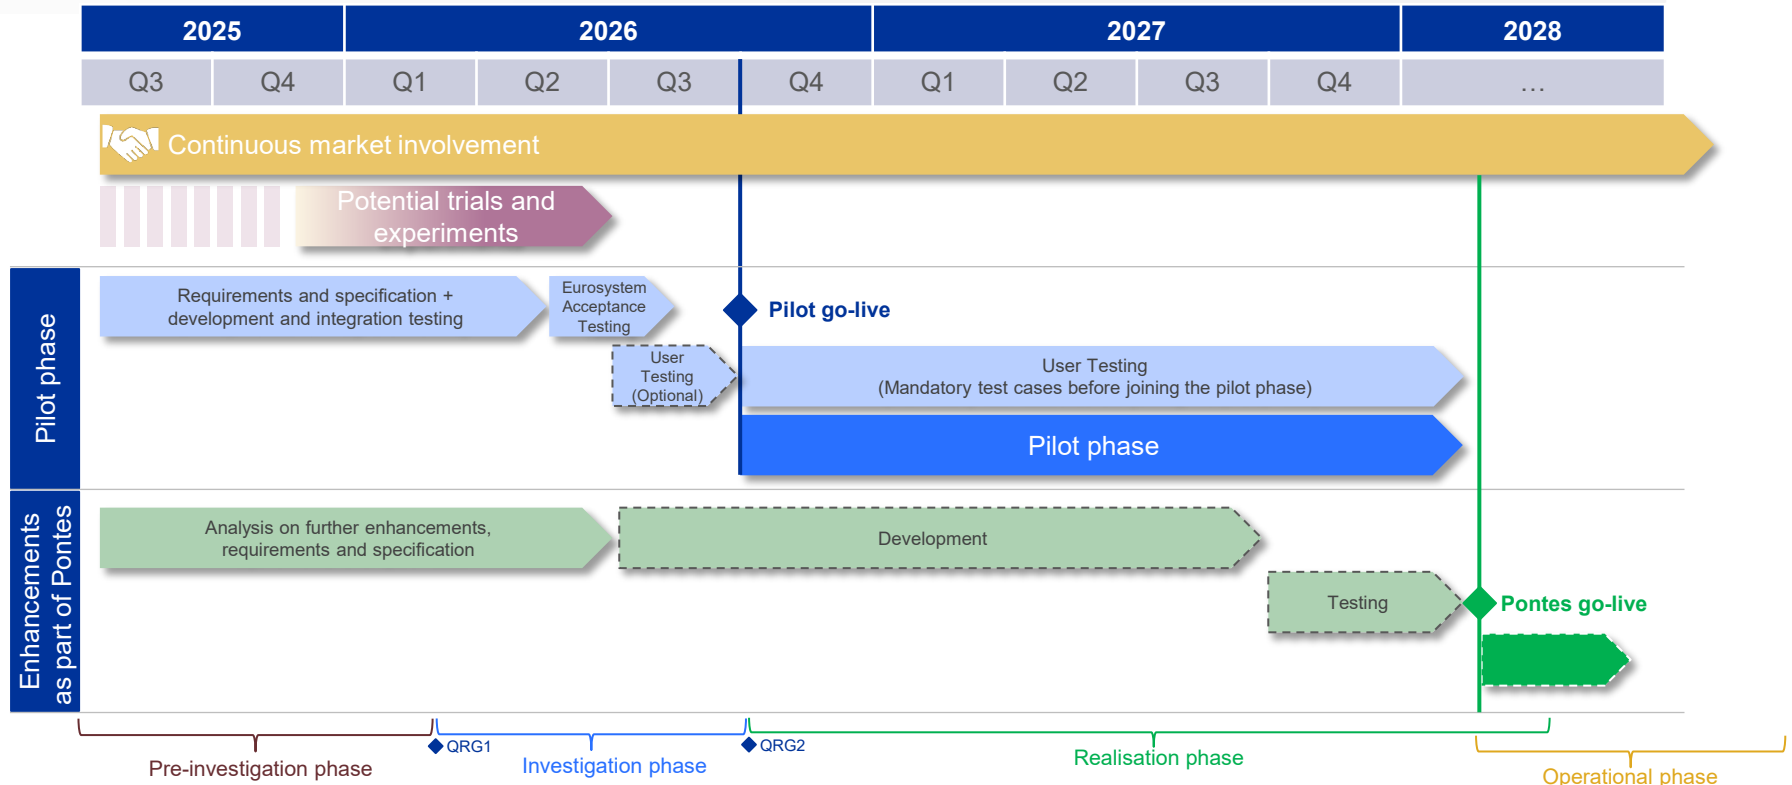 2025
2026
2027
2028
Q3
Q4
Q1
Q2
Q3
Q4
Q1
Q2
Q3
Q4
...
Continuous market involvement
Potential trials and
experiments
Pilot phase
Requirements and specification +
development and integration testing
Eurosystem
Acceptance
Testing
Pilot go-live
User
Testing
(Optional)
User Testing
(Mandatory test cases before joining the pilot phase)
Pilot phase
Enhancements
as part of Pontes
Analysis on further enhancements,
requirements and specification
Development
Testing
Pontes go-live
QRG1
QRG2
Pre-investigation phase
Investigation phase
Realisation phase
Operational phase